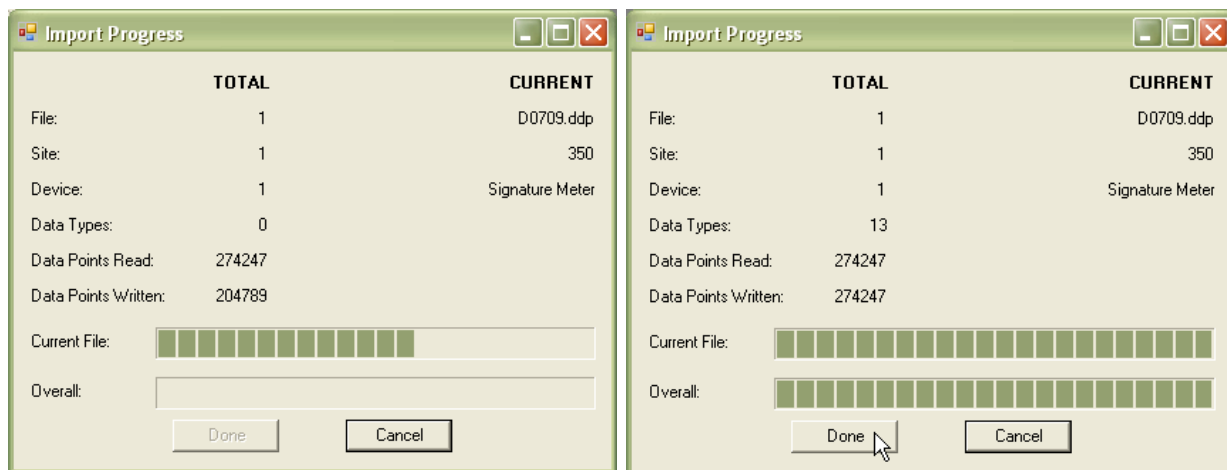 Import Progress
TOTAL CURRENT
File: 1 D0709.ddp
Site: 1 350
Device: 1 Signature Meter
Data Types: 0
Data Points Read: 274247
Data Points Written: 204789
Current File:
Overall:
Done Cancel
Import Progress
TOTAL CURRENT
File: 1 D0709.ddp
Site: 1 350
Device: 1 Signature Meter
Data Types: 13
Data Points Read: 274247
Data Points Written: 274247
Current File:
Overall:
Done Cancel